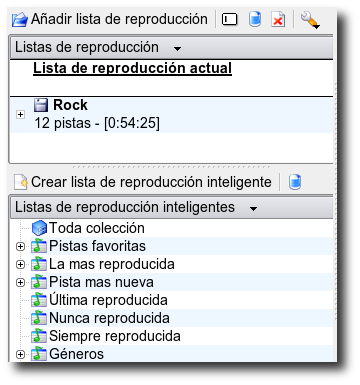 Añadir lista de reproducción
Listas de reproducción
Lista de reproducción actual
Rock
12 pistas - [0:54:25]
Crear lista de reproducción inteligente
Listas de reproducción inteligentes
Toda colección
Pistas favoritas
La mas reproducida
Pista mas nueva
Última reproducida
Nunca reproducida
Siempre reproducida
Géneros